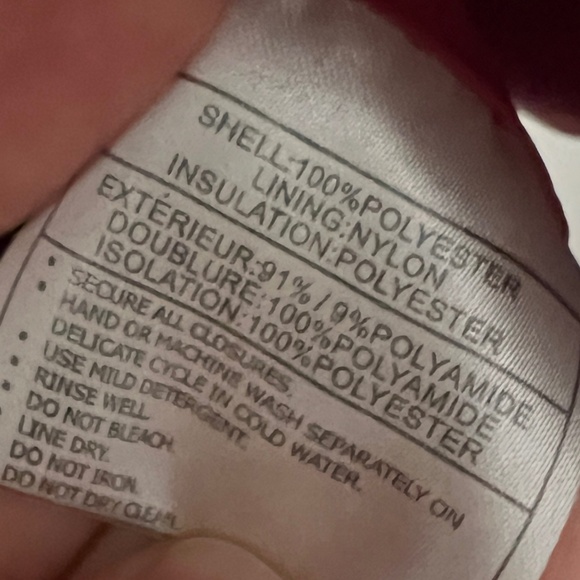 SHELL:100%POLYESTER
LINING:NYLON
INSULATION:POLYESTER
EXTÉRIEUR:91% / 9%POLYAMIDE
DOUBLURE:100%POLYAMIDE
ISOLATION:100%POLYESTER
• SECURE ALL CLOSURES.
• HAND OR MACHINE WASH SEPARATELY ON
DELICATE CYCLE IN COLD WATER.
• USE MILD DETERGENT.
• RINSE WELL
• DO NOT BLEACH.
• LINE DRY.
DO NOT IRON.
DO NOT DRY CLEAN.